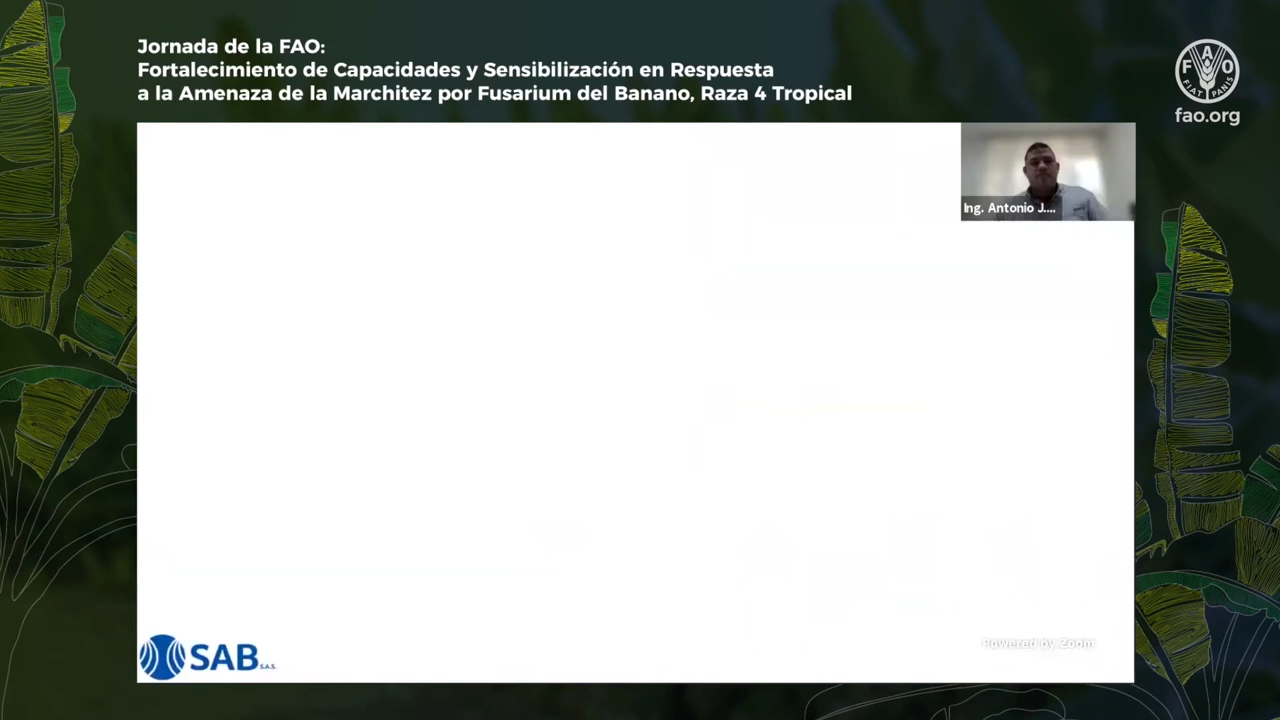 Jornada de la FAO:
Fortalecimiento de Capacidades y Sensibilización en Respuesta
a la Amenaza de la Marchitez por Fusarium del Banano, Raza 4 Tropical
F A O
FIAT PANIS
fao.org
Ing. Antonio J....
SAB S.A.S.
Powered by Zoom